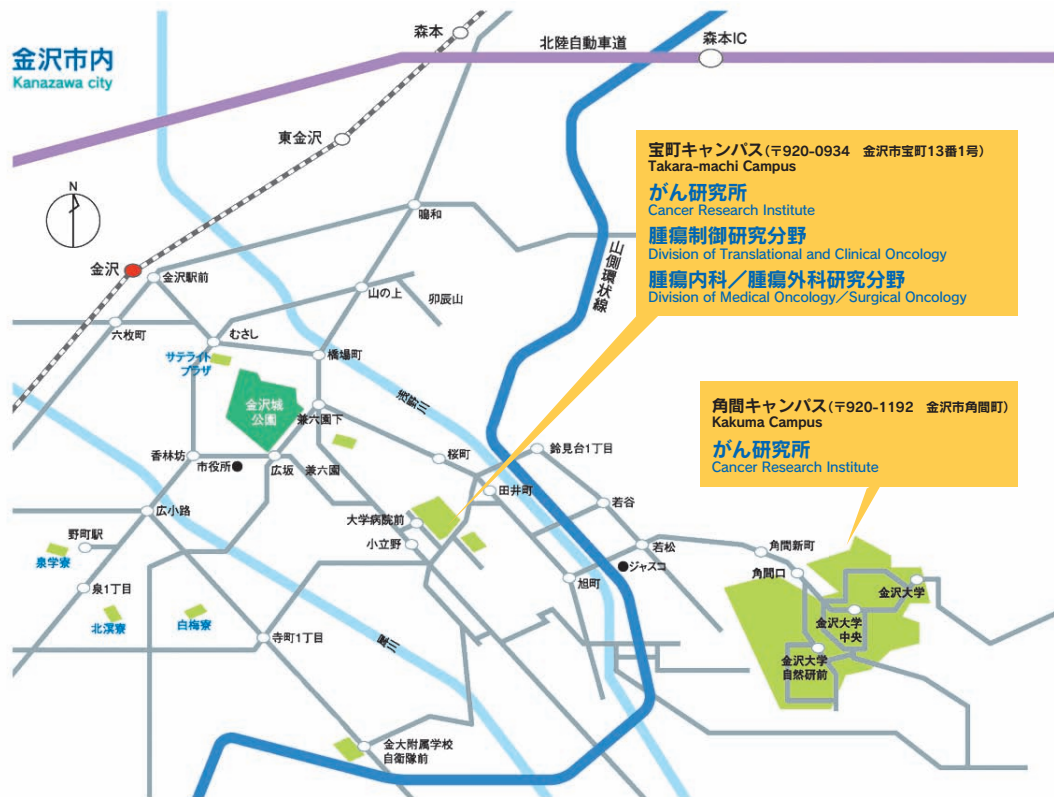 金沢市内
Kanazawa city
N
森本
北陸自動車道
森本IC
東金沢
金沢
金沢駅前
鳴和
山側環状線
六枚町
むさし
山の上
卯辰山
橋場町
サテライト
プラザ
金沢城
公園
兼六園下
浅野川
香林坊
市役所
広坂
兼六園
桜町
鈴見台1丁目
田井町
若谷
広小路
大学病院前
小立野
野町駅
泉学寮
若松
ジャスコ
旭町
角間新町
角間口
泉1丁目
北溟寮
白梅寮
寺町1丁目
犀川
金沢大学
金沢大学
中央
金沢大学
自然研前
金大附属学校
自衛隊前
宝町キャンパス(〒920-0934 金沢市宝町13番1号)
Takara-machi Campus
がん研究所
Cancer Research Institute
腫瘍制御研究分野
Division of Translational and Clinical Oncology
腫瘍内科／腫瘍外科研究分野
Division of Medical Oncology／Surgical Oncology
角間キャンパス(〒920-1192 金沢市角間町)
Kakuma Campus
がん研究所
Cancer Research Institute